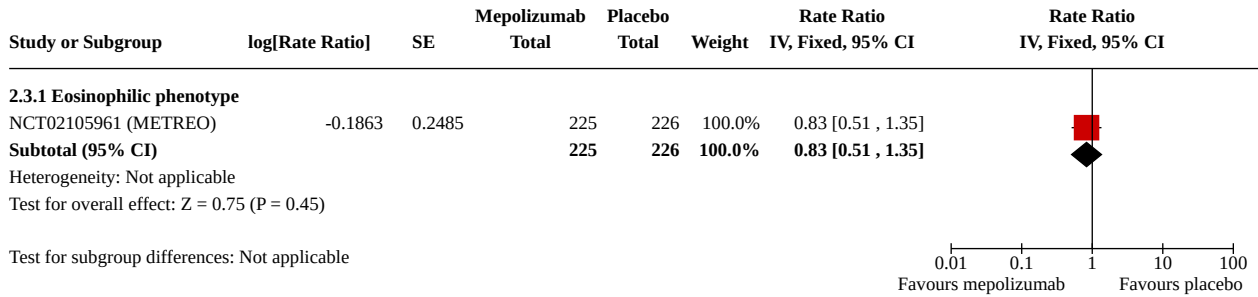 Mepolizumab Placebo Rate Ratio Rate Ratio
Study or Subgroup log[Rate Ratio] SE Total Total Weight IV, Fixed, 95% CI IV, Fixed, 95% CI
2.3.1 Eosinophilic phenotype
NCT02105961 (METREO) -0.1863 0.2485 225 226 100.0% 0.83 [0.51 , 1.35]
Subtotal (95% CI) 225 226 100.0% 0.83 [0.51 , 1.35]
Heterogeneity: Not applicable
Test for overall effect: Z = 0.75 (P = 0.45)
Test for subgroup differences: Not applicable
0.01 0.1 1 10 100
Favours mepolizumab Favours placebo